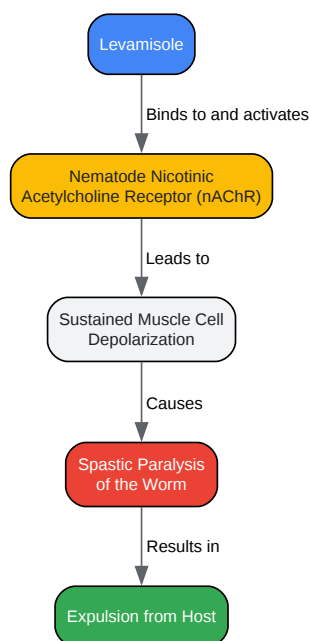 Levamisole
Binds to and activates
Nematode Nicotinic
Acetylcholine Receptor (nAChR)
Leads to
Sustained Muscle Cell
Depolarization
Causes
Spastic Paralysis
of the Worm
Results in
Expulsion from Host